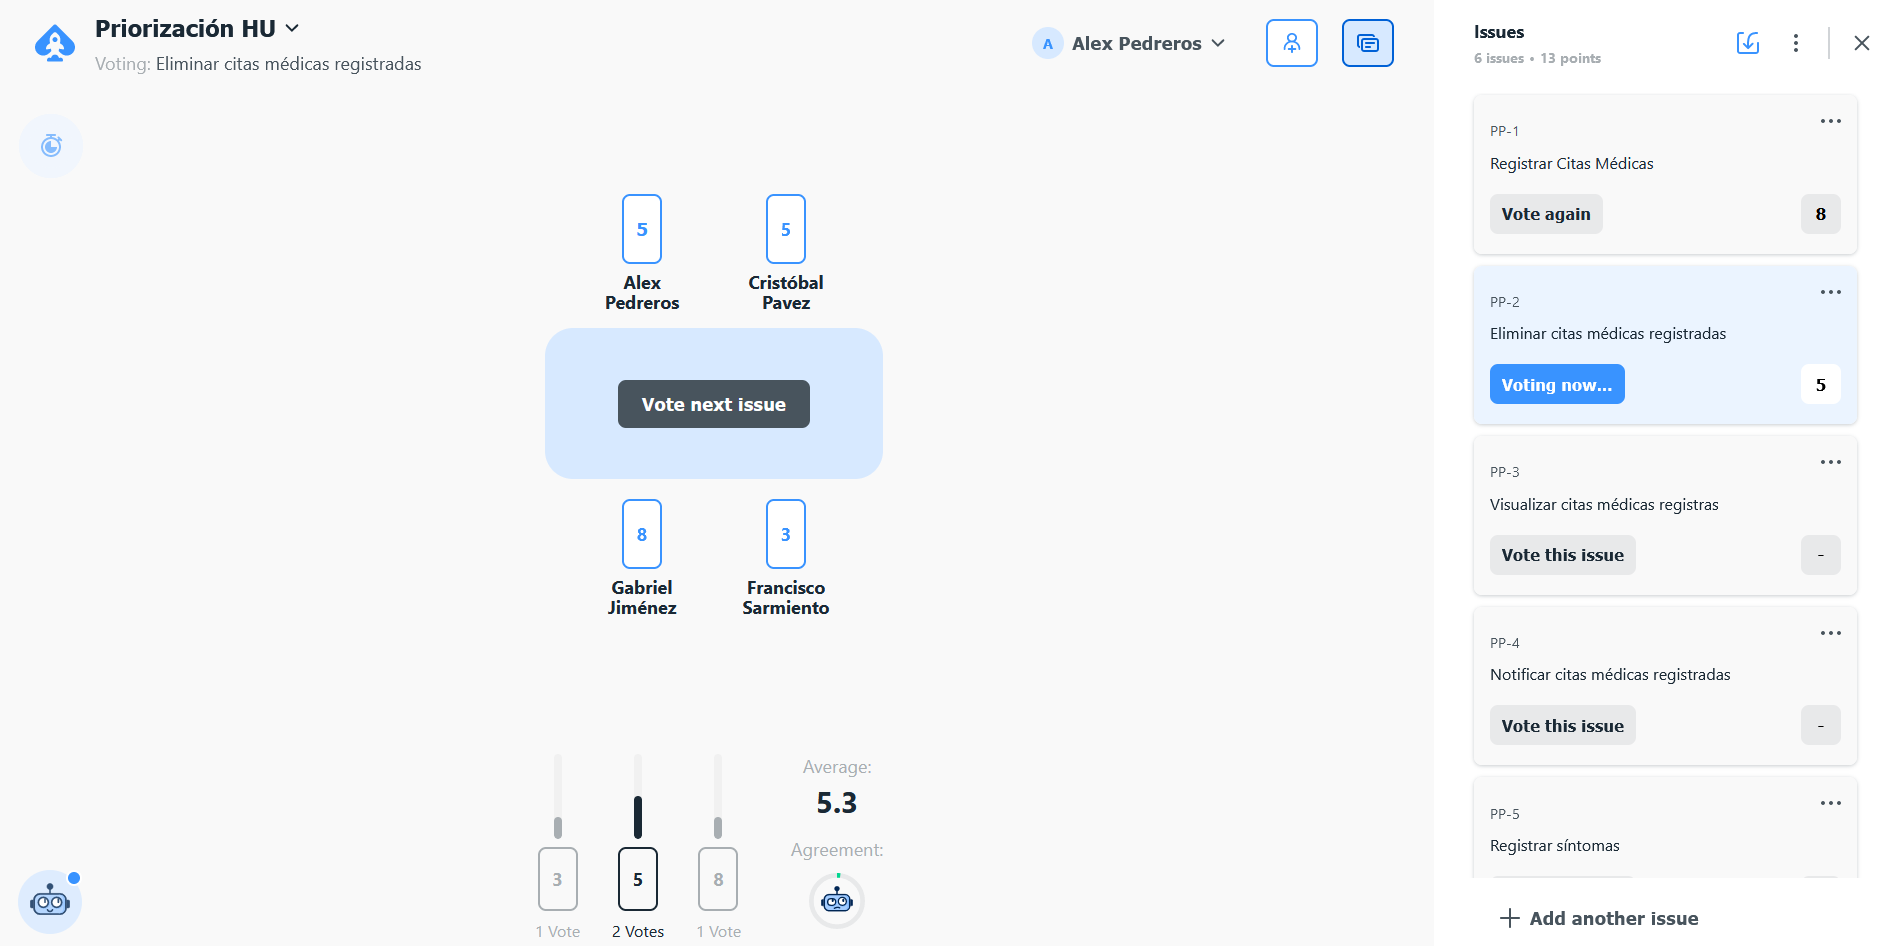 Priorización HU
Voting: Eliminar citas médicas registradas
A Alex Pedreros
5
5
Alex
Pedreros
Cristóbal
Pavez
Vote next issue
8
3
Gabriel
Jiménez
Francisco
Sarmiento
3
5
8
1 Vote
2 Votes
1 Vote
Average:
5.3
Agreement:
Issues
6 issues • 13 points
PP-1
Registrar Citas Médicas
Vote again
8
PP-2
Eliminar citas médicas registradas
Voting now...
5
PP-3
Visualizar citas médicas registras
Vote this issue
-
PP-4
Notificar citas médicas registradas
Vote this issue
-
PP-5
Registrar síntomas
Add another issue